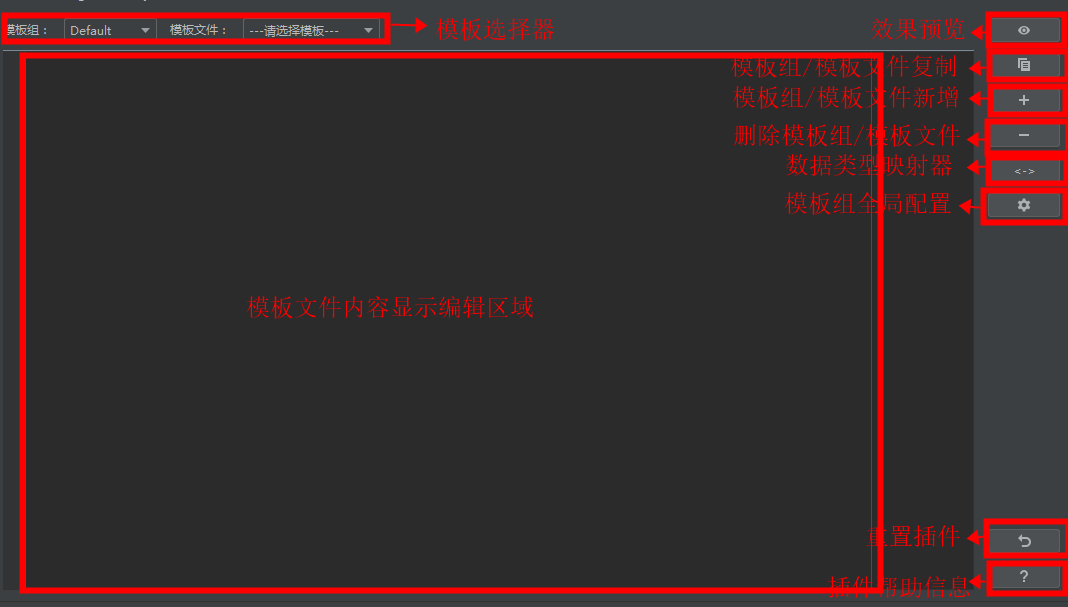 模板组： Default 模板文件： ---请选择模板--- 模板选择器 效果预览
模板组/模板文件复制
模板组/模板文件新增
+
删除模板组/模板文件
−
数据类型映射器
<->
模板组全局配置
模板文件内容显示编辑区域
重置插件
插件帮助信息
?